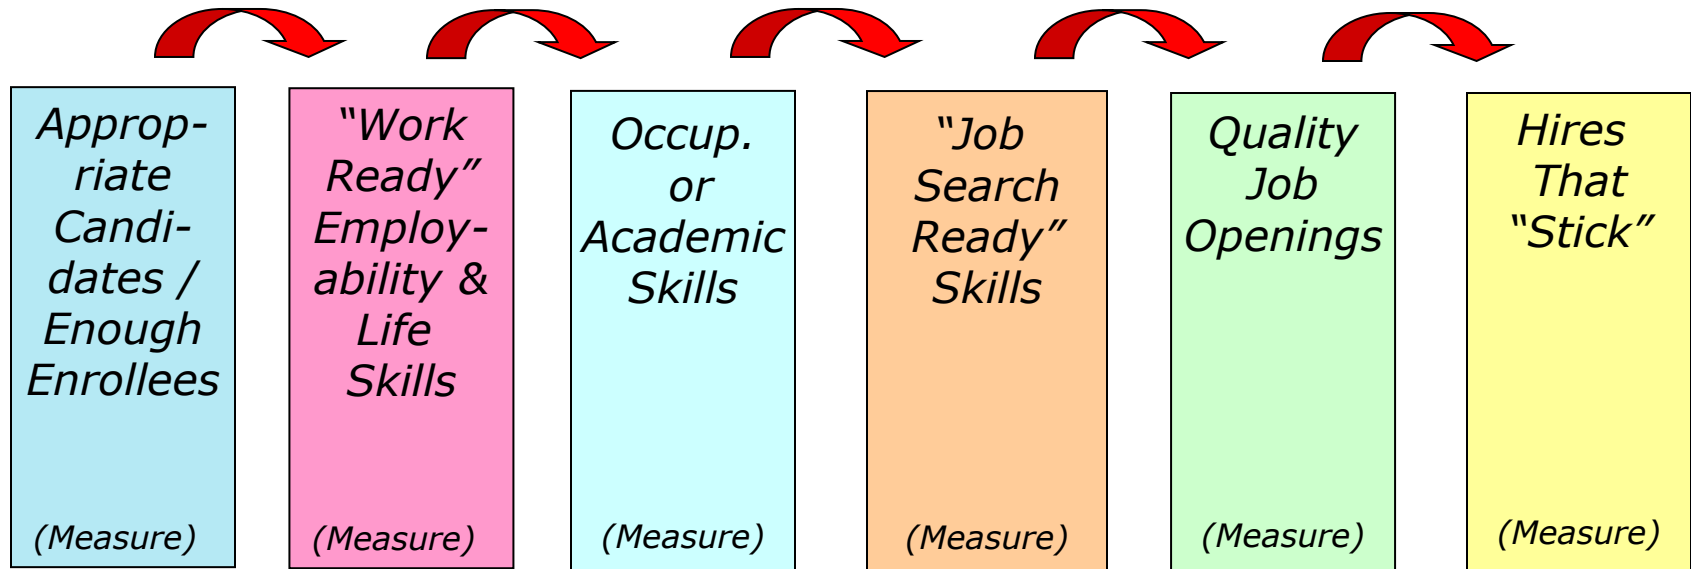 Approp-
riate
Candi-
dates /
Enough
Enrollees
(Measure)
“Work
Ready”
Employ-
ability &
Life
Skills
(Measure)
Occup.
or
Academic
Skills
(Measure)
“Job
Search
Ready”
Skills
(Measure)
Quality
Job
Openings
(Measure)
Hires
That
“Stick”
(Measure)